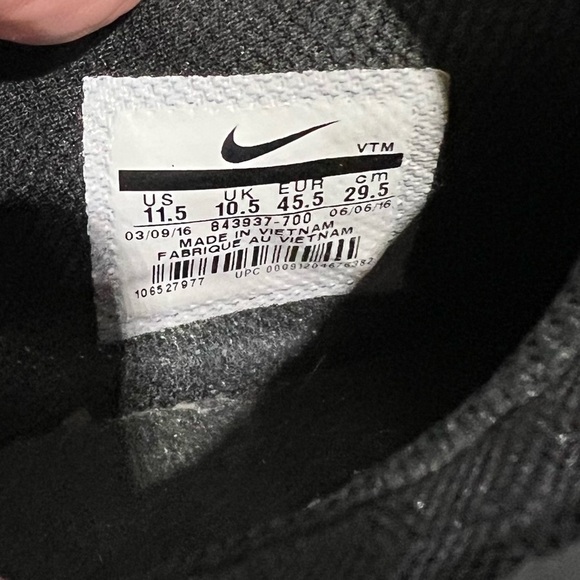 VTM
US UK EUR cm
11.5 10.5 45.5 29.5
03/09/16 843937-700 06/06/16
MADE IN VIETNAM
FABRIQUE AU VIETNAM
106527977 UPC